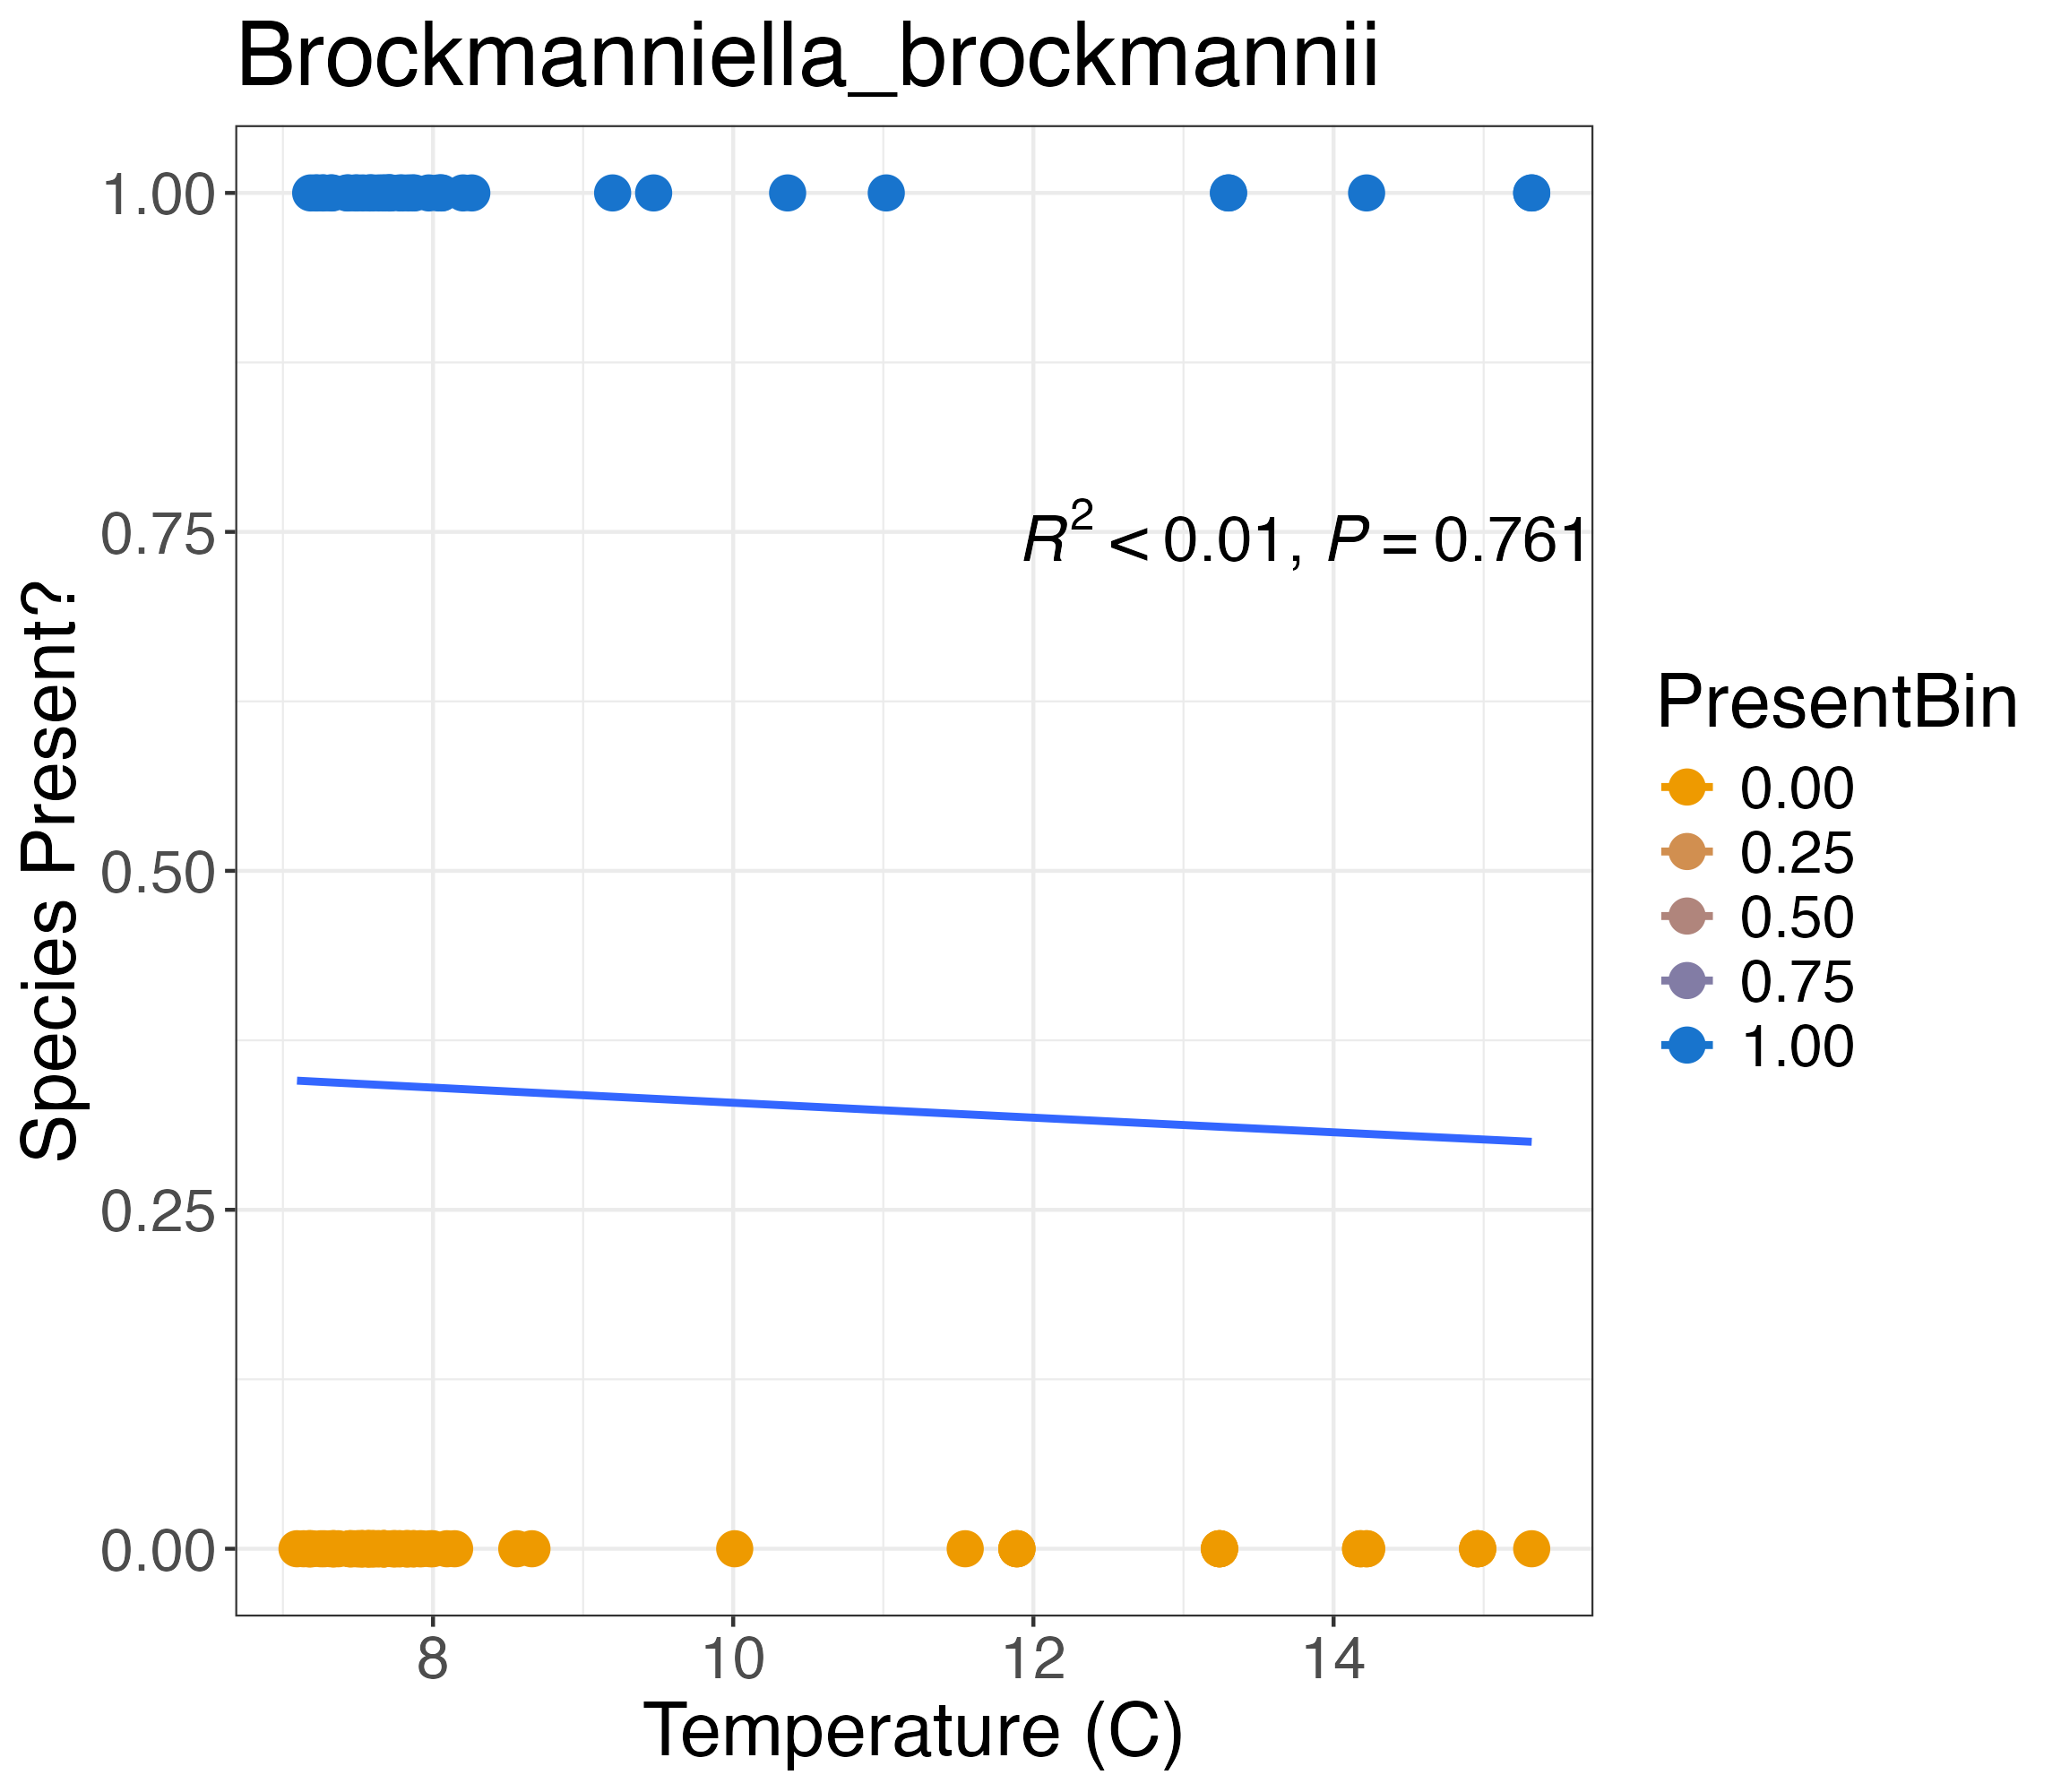 Brockmanniella_brockmannii
1.00
0.75
0.50
0.25
0.00
Species Present?
R² < 0.01, P = 0.761
8 10 12 14
Temperature (C)
PresentBin
0.00
0.25
0.50
0.75
1.00